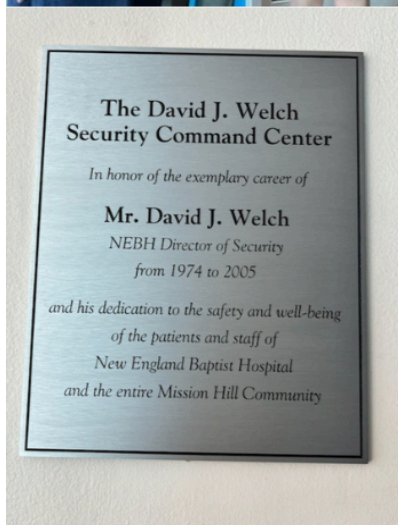 The David J. Welch
Security Command Center
In honor of the exemplary career of
Mr. David J. Welch
NEBH Director of Security
from 1974 to 2005
and his dedication to the safety and well-being
of the patients and staff of
New England Baptist Hospital
and the entire Mission Hill Community